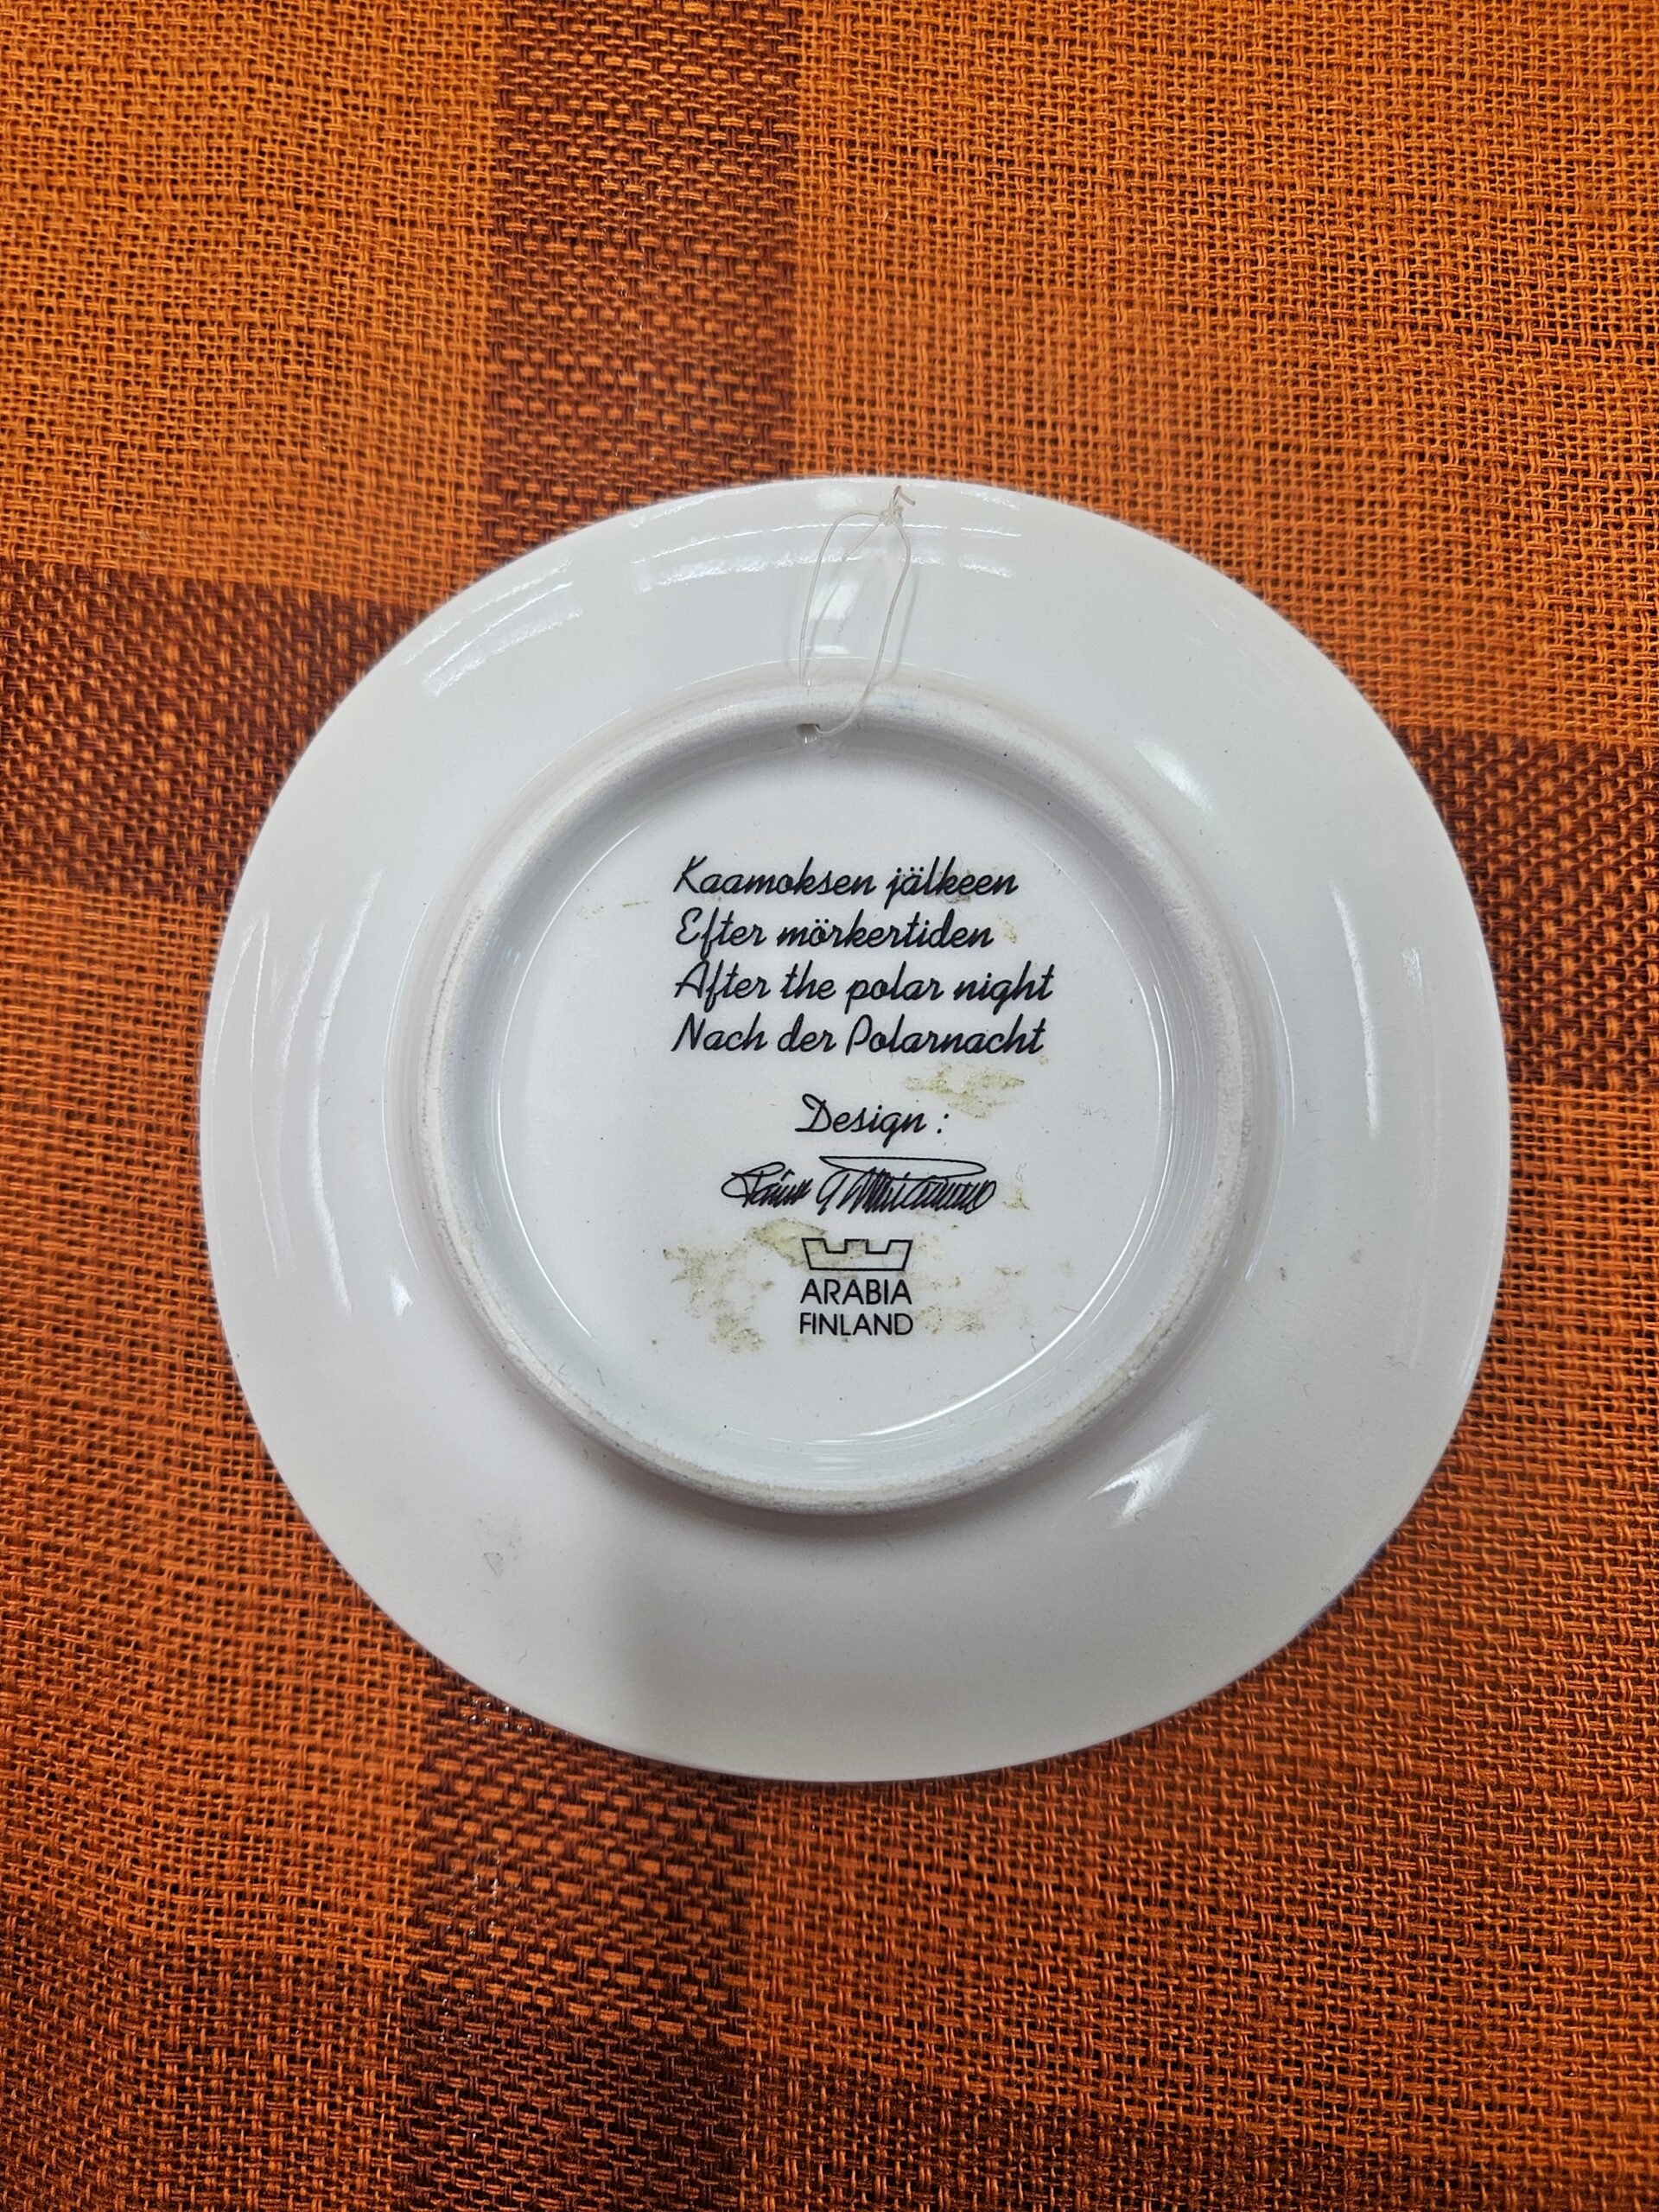 Kaamoksen jälkeen
Efter mörkertiden
After the polar night
Nach der Polarnacht
Design :
ARABIA
FINLAND